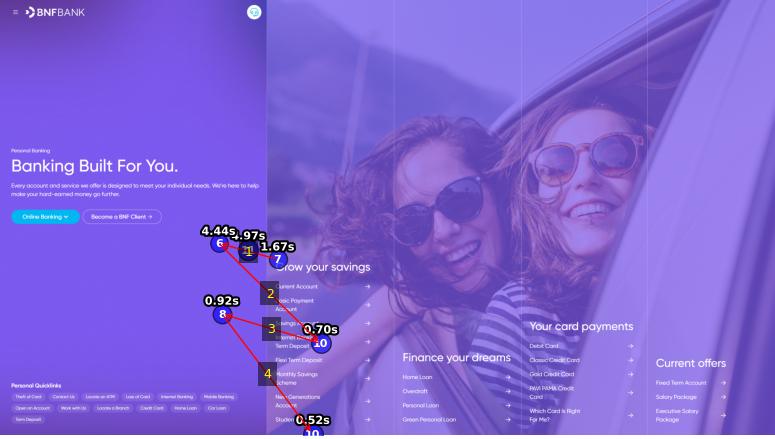 BNFBANK
Personal Banking
Banking Built For You.
Every account and service we offer is designed to meet your individual needs. We're here to help
make your hard-earned money go further.
Online Banking
Become a BNF Client
4.44s
4.97s
1.67s
6
1
7
Grow your savings
Current Account
2
Basic Payment
Account
0.92s
8
3
0.70s
10
Term Deposit
Flexi Term Deposit
4
Monthly Savings
Scheme
New Generations
Account
0.52s
10
Finance your dreams
Home Loan
Overdraft
Personal Loan
Green Personal Loan
Your card payments
Debit Card
Classic Credit Card
Gold Credit Card
PAVI PAMA Credit
Card
Which Card Is Right
For Me?
Current offers
Fixed Term Account
Salary Package
Executive Salary
Package
Personal Quicklinks
Theft of Card
Contact Us
Locate an ATM
Loss of Card
Internet Banking
Mobile Banking
Open an Account
Work with Us
Locate a Branch
Credit Card
Home Loan
Car Loan
Term Deposit